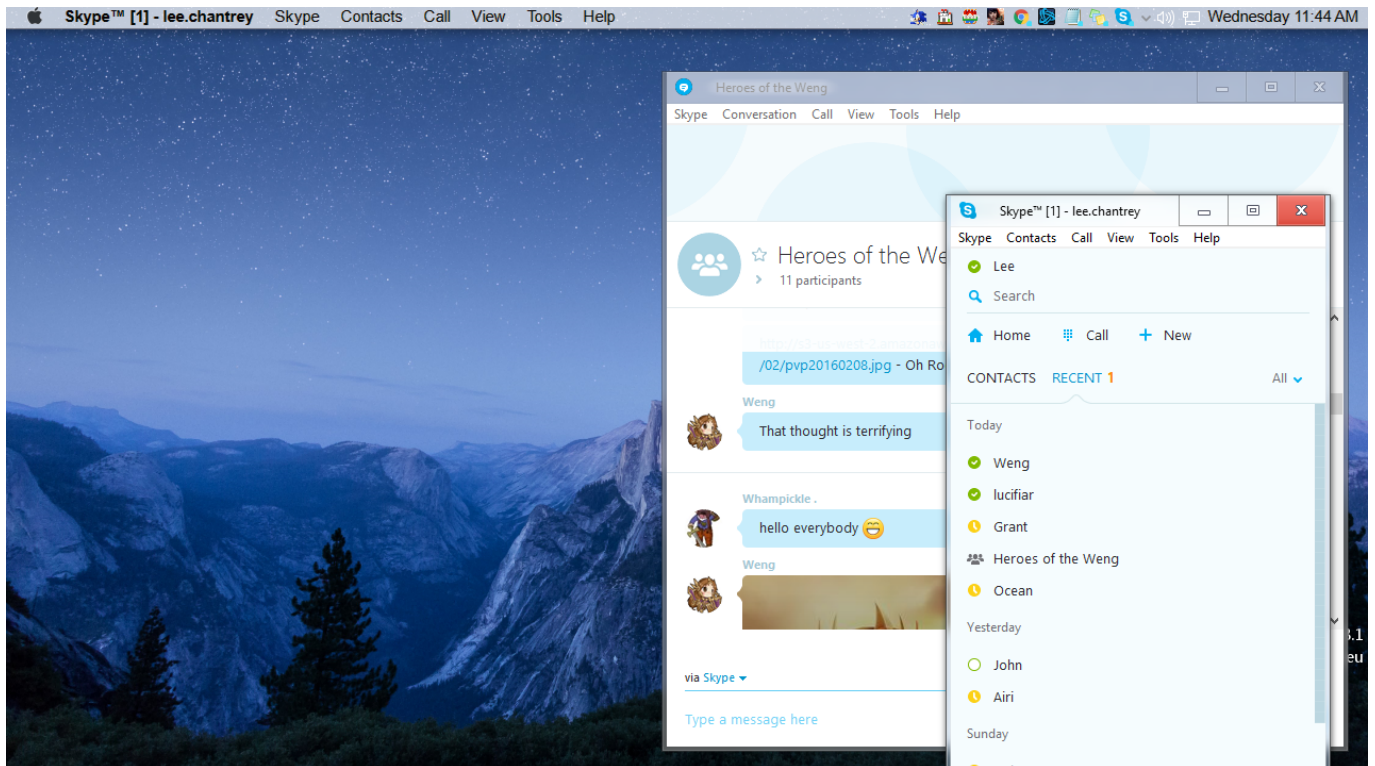 Skype™ [1] - lee.chantrey Skype Contacts Call View Tools Help Wednesday 11:44 AM
Heroes of the Weng
Skype Conversation Call View Tools Help
Heroes of the We
11 participants
/02/pvp20160208.jpg - Oh Ro
Weng
That thought is terrifying
Whampickle .
hello everybody
Weng
via Skype
Type a message here
Skype™ [1] - lee.chantrey
Skype Contacts Call View Tools Help
Lee
Search
Home Call New
CONTACTS RECENT 1 All
Today
Weng
lucifiar
Grant
Heroes of the Weng
Ocean
Yesterday
John
Airi
Sunday
3.1
eu